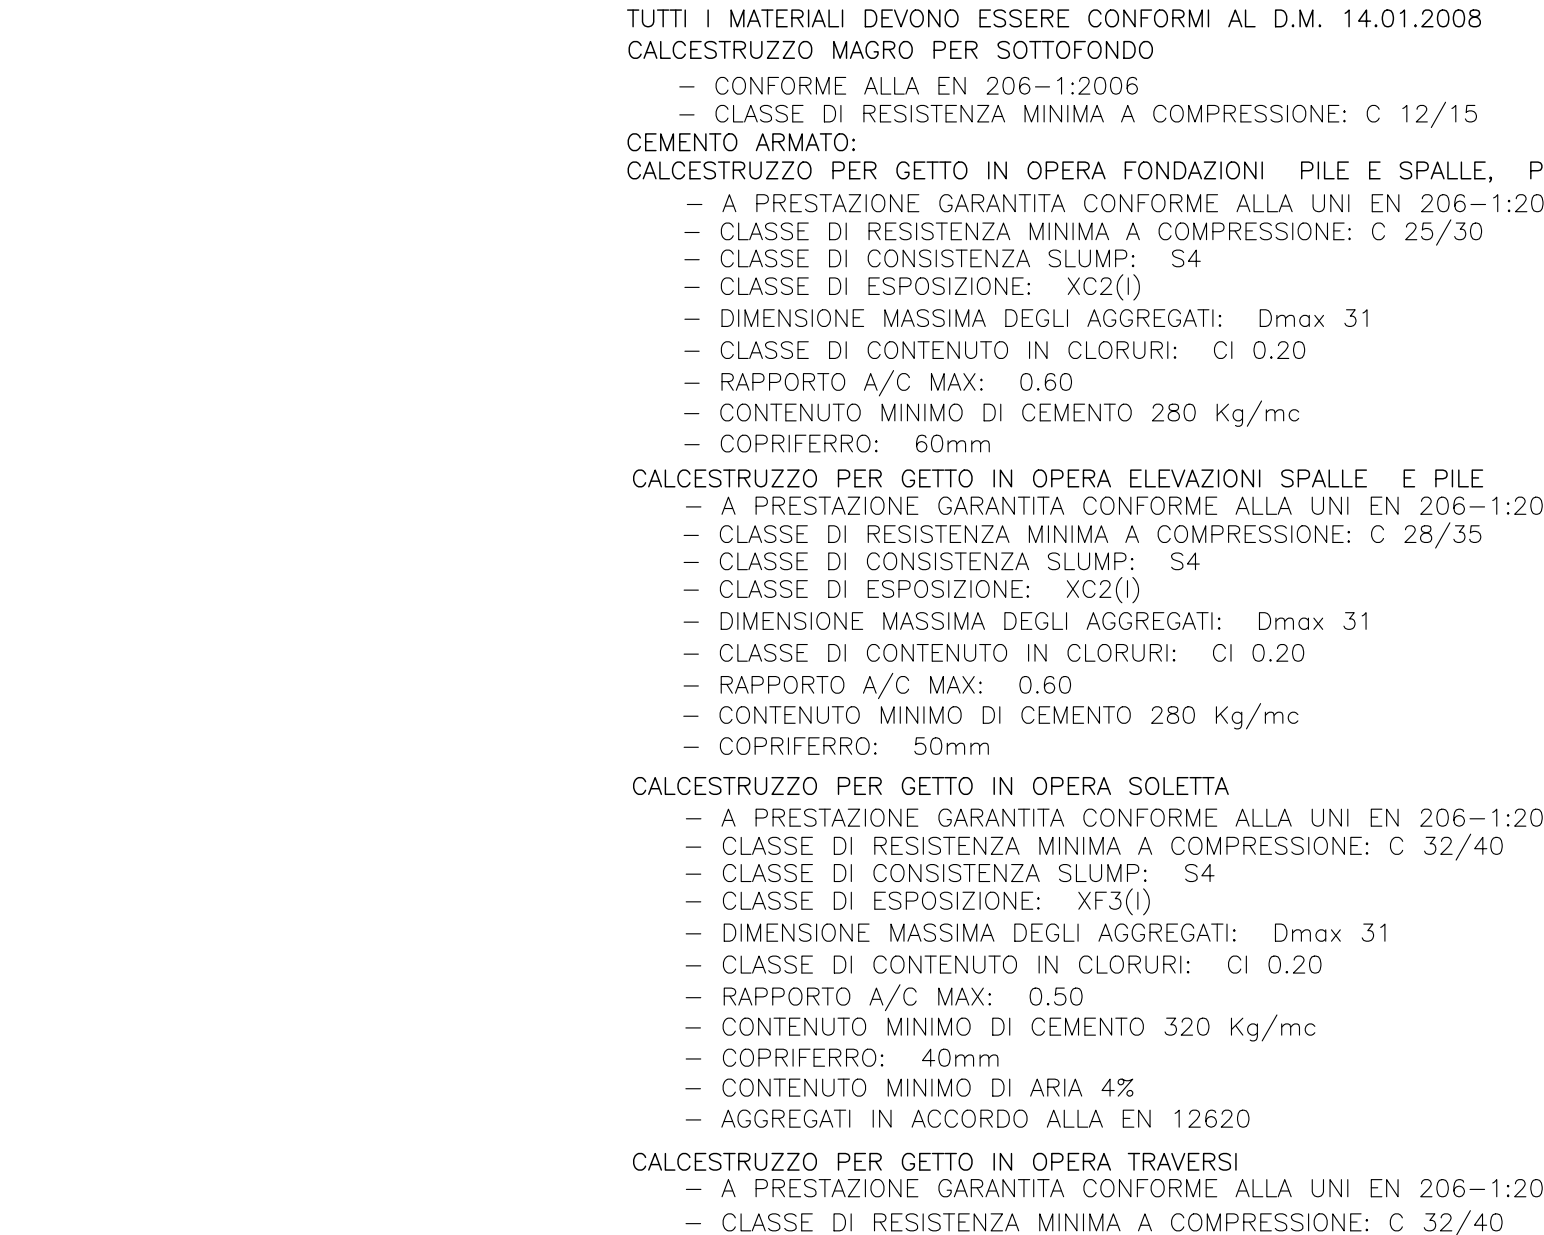 TUTTI I MATERIALI DEVONO ESSERE CONFORMI AL D.M. 14.01.2008
CALCESTRUZZO MAGRO PER SOTTOFONDO
– CONFORME ALLA EN 206–1:2006
– CLASSE DI RESISTENZA MINIMA A COMPRESSIONE: C 12/15
CEMENTO ARMATO:
CALCESTRUZZO PER GETTO IN OPERA FONDAZIONI PILE E SPALLE, P
– A PRESTAZIONE GARANTITA CONFORME ALLA UNI EN 206–1:20
– CLASSE DI RESISTENZA MINIMA A COMPRESSIONE: C 25/30
– CLASSE DI CONSISTENZA SLUMP: S4
– CLASSE DI ESPOSIZIONE: XC2(I)
– DIMENSIONE MASSIMA DEGLI AGGREGATI: Dmax 31
– CLASSE DI CONTENUTO IN CLORURI: Cl 0.20
– RAPPORTO A/C MAX: 0.60
– CONTENUTO MINIMO DI CEMENTO 280 Kg/mc
– COPRIFERRO: 60mm
CALCESTRUZZO PER GETTO IN OPERA ELEVAZIONI SPALLE E PILE
– A PRESTAZIONE GARANTITA CONFORME ALLA UNI EN 206–1:20
– CLASSE DI RESISTENZA MINIMA A COMPRESSIONE: C 28/35
– CLASSE DI CONSISTENZA SLUMP: S4
– CLASSE DI ESPOSIZIONE: XC2(I)
– DIMENSIONE MASSIMA DEGLI AGGREGATI: Dmax 31
– CLASSE DI CONTENUTO IN CLORURI: Cl 0.20
– RAPPORTO A/C MAX: 0.60
– CONTENUTO MINIMO DI CEMENTO 280 Kg/mc
– COPRIFERRO: 50mm
CALCESTRUZZO PER GETTO IN OPERA SOLETTA
– A PRESTAZIONE GARANTITA CONFORME ALLA UNI EN 206–1:20
– CLASSE DI RESISTENZA MINIMA A COMPRESSIONE: C 32/40
– CLASSE DI CONSISTENZA SLUMP: S4
– CLASSE DI ESPOSIZIONE: XF3(I)
– DIMENSIONE MASSIMA DEGLI AGGREGATI: Dmax 31
– CLASSE DI CONTENUTO IN CLORURI: Cl 0.20
– RAPPORTO A/C MAX: 0.50
– CONTENUTO MINIMO DI CEMENTO 320 Kg/mc
– COPRIFERRO: 40mm
– CONTENUTO MINIMO DI ARIA 4%
– AGGREGATI IN ACCORDO ALLA EN 12620
CALCESTRUZZO PER GETTO IN OPERA TRAVERSI
– A PRESTAZIONE GARANTITA CONFORME ALLA UNI EN 206–1:20
– CLASSE DI RESISTENZA MINIMA A COMPRESSIONE: C 32/40